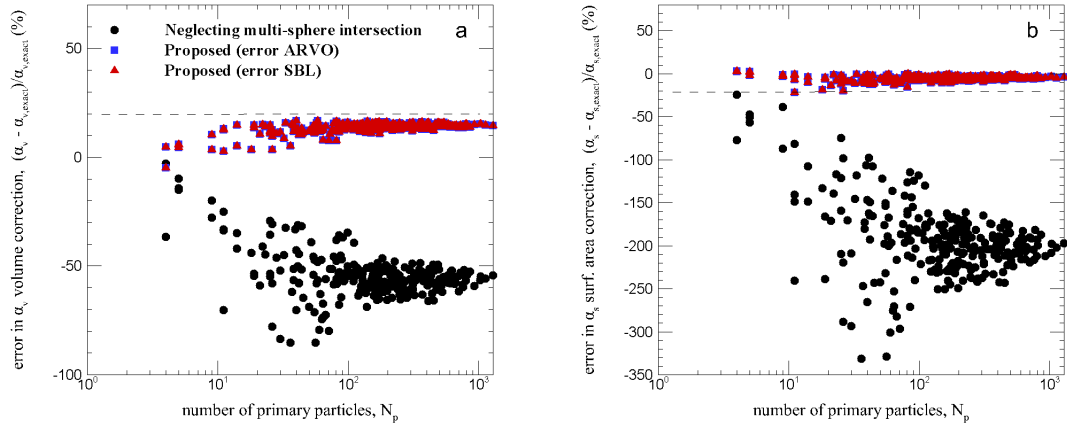 a
Neglecting multi-sphere intersection
Proposed (error ARVO)
Proposed (error SBL)
error in αv volume correction, (αv - αv,exact)/αv,exact (%)
50
0
-50
-100
10^0
10^1
10^2
10^3
number of primary particles, Np
b
error in αs surf. area correction, (αs - αs,exact)/αs,exact (%)
50
0
-50
-100
-150
-200
-250
-300
-350
10^0
10^1
10^2
10^3
number of primary particles, Np